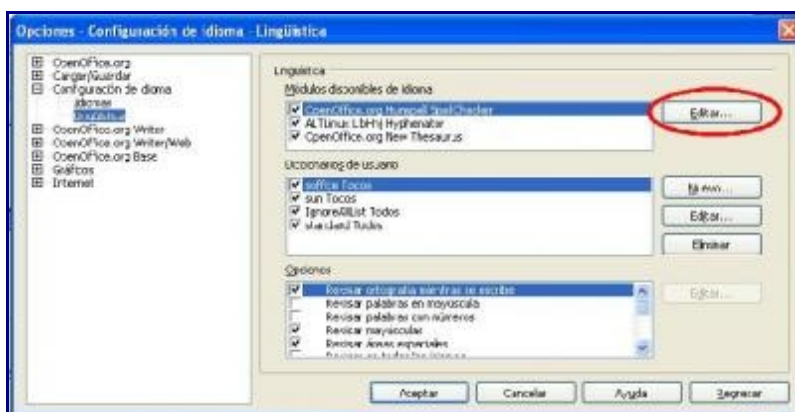 Opciones - Configuración de idioma - Lingüística
OpenOffice.org
Cargar/Guardar
Configuración de idioma
Idiomas
Lingüística
OpenOffice.org Writer
OpenOffice.org Writer/Web
OpenOffice.org Base
Gráficos
Internet
Lingüística
Módulos disponibles de idioma
OpenOffice.org Hunspell SpellChecker
ALTLinux LibHnj Hyphenator
OpenOffice.org New Thesaurus
Editar...
Diccionarios de usuario
soffice Todos
sun Todos
IgnoreAllList Todos
standard Todos
Nuevo...
Editar...
Eliminar
Opciones
Revisar ortografía mientras se escribe
Revisar palabras en mayúscula
Revisar palabras con números
Revisar mayúsculas
Revisar áreas especiales
Editar...
Aceptar
Cancelar
Ayuda
Regresar